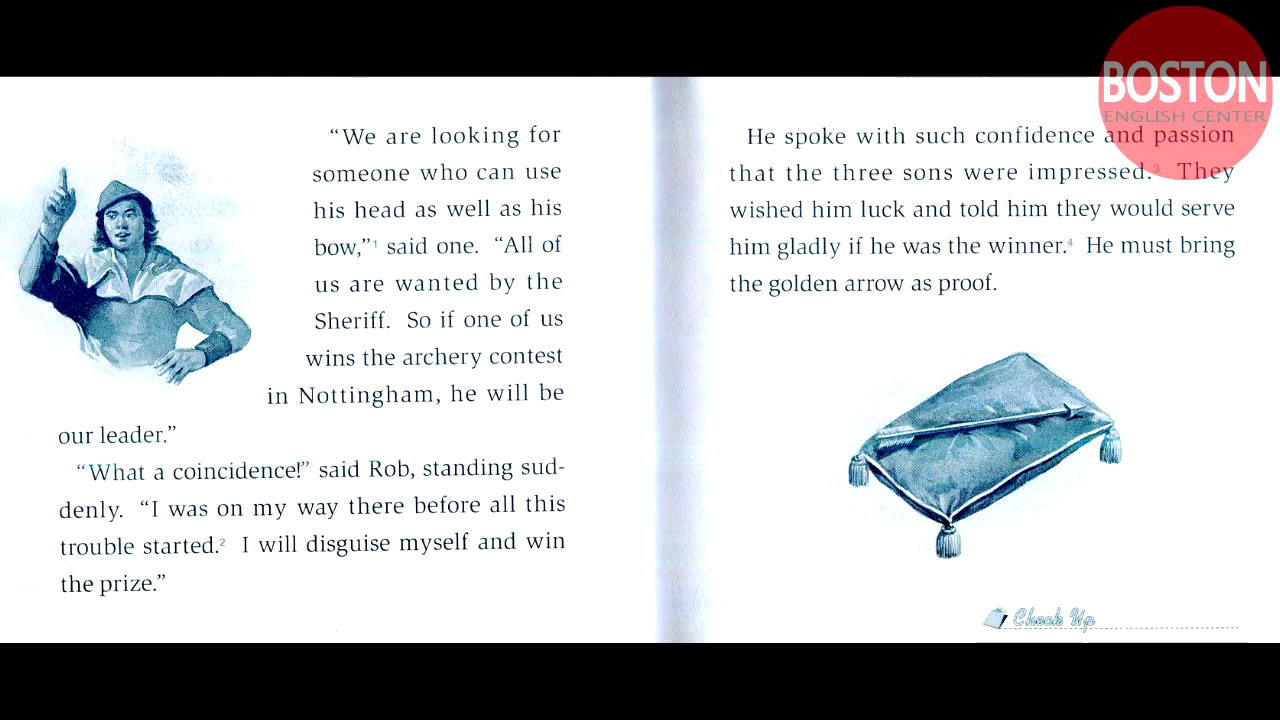 “We are looking for
someone who can use
his head as well as his
bow,”¹ said one. “All of
us are wanted by the
Sheriff. So if one of us
wins the archery contest
in Nottingham, he will be
our leader.”
“What a coincidence!” said Rob, standing sud-
denly. “I was on my way there before all this
trouble started.² I will disguise myself and win
the prize.”
He spoke with such confidence and passion
that the three sons were impressed.³ They
wished him luck and told him they would serve
him gladly if he was the winner.⁴ He must bring
the golden arrow as proof.
Check Up
BOSTON
ENGLISH CENTER